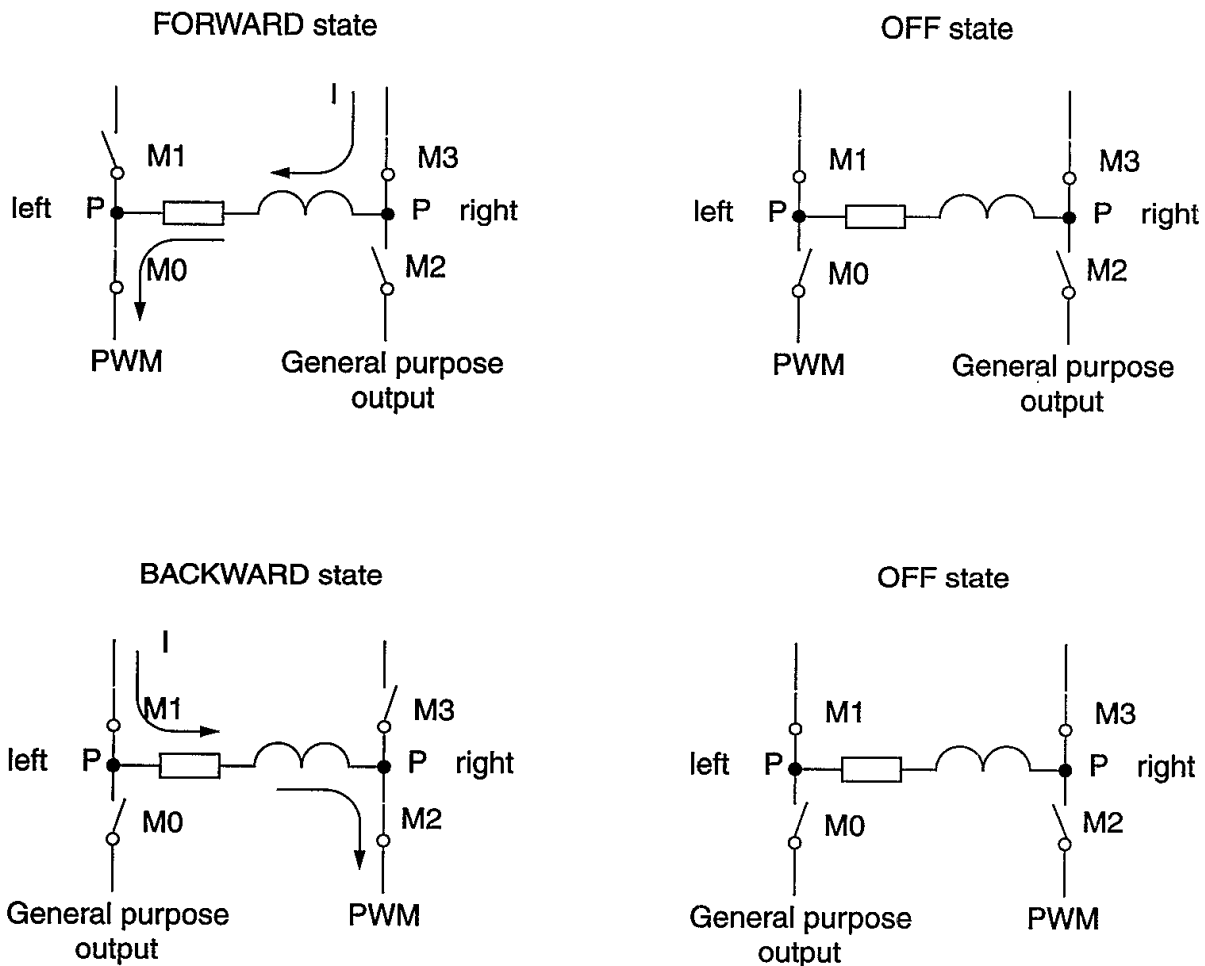 FORWARD state
I
M1
M3
left
P
P
right
M0
M2
PWM
General purpose
output
OFF state
M1
M3
left
P
P
right
M0
M2
PWM
General purpose
output
BACKWARD state
I
M1
M3
left
P
P
right
M0
M2
General purpose
output
PWM
OFF state
M1
M3
left
P
P
right
M0
M2
General purpose
output
PWM